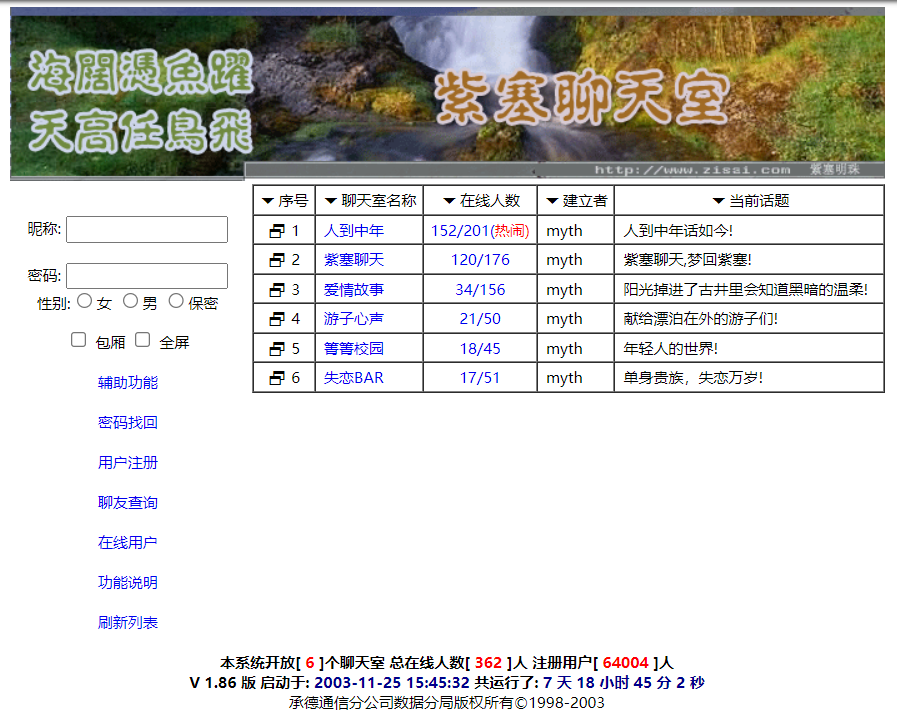 海闊憑魚躍
天高任鳥飛
紫塞聊天室
http://www.zisai.com 紫塞明珠
昵称:
密码:
性别: 女 男 保密
包厢 全屏
辅助功能
密码找回
用户注册
聊友查询
在线用户
功能说明
刷新列表
序号 聊天室名称 在线人数 建立者 当前话题
1 人到中年 152/201(热闹) myth 人到中年话如今!
2 紫塞聊天 120/176 myth 紫塞聊天,梦回紫塞!
3 爱情故事 34/156 myth 阳光掉进了古井里会知道黑暗的温柔!
4 游子心声 21/50 myth 献给漂泊在外的游子们!
5 箐箐校园 18/45 myth 年轻人的世界!
6 失恋BAR 17/51 myth 单身贵族，失恋万岁!
本系统开放[ 6 ]个聊天室 总在线人数[ 362 ]人 注册用户[ 64004 ]人
V 1.86 版 启动于: 2003-11-25 15:45:32 共运行了: 7 天 18 小时 45 分 2 秒
承德通信分公司数据分局版权所有©1998-2003